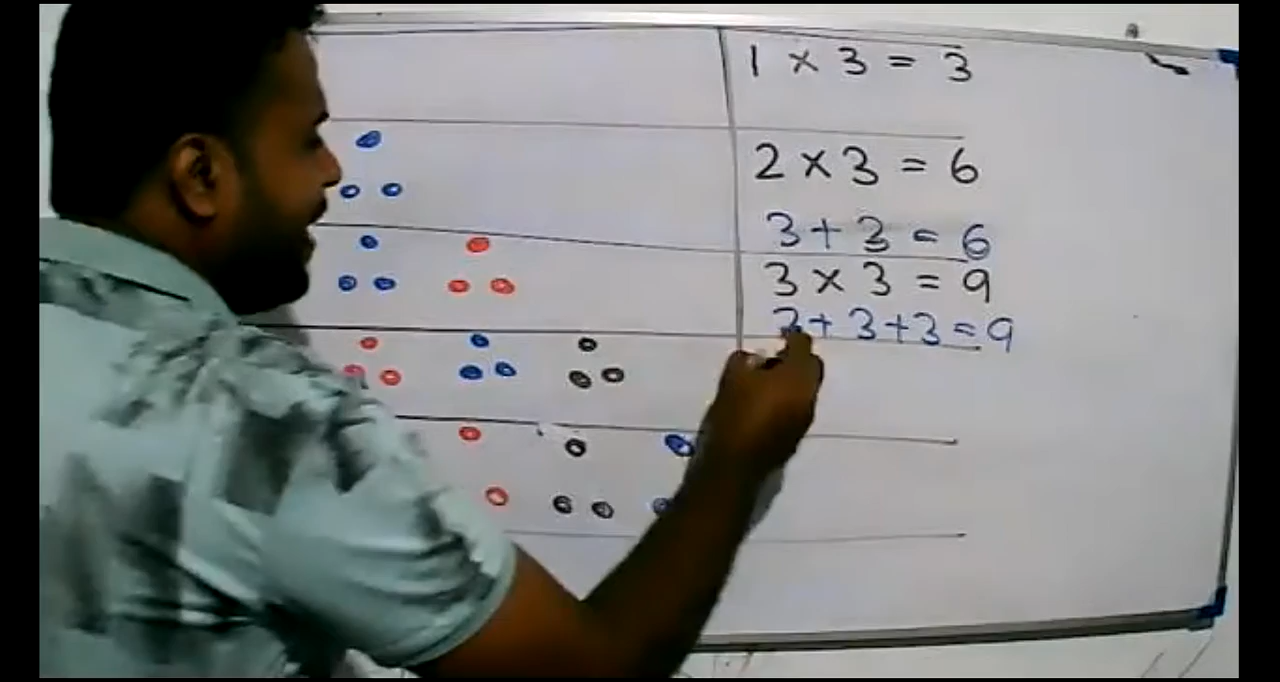 1 × 3 = 3
2 × 3 = 6
3 + 3 = 6
3 × 3 = 9
3 + 3 + 3 = 9